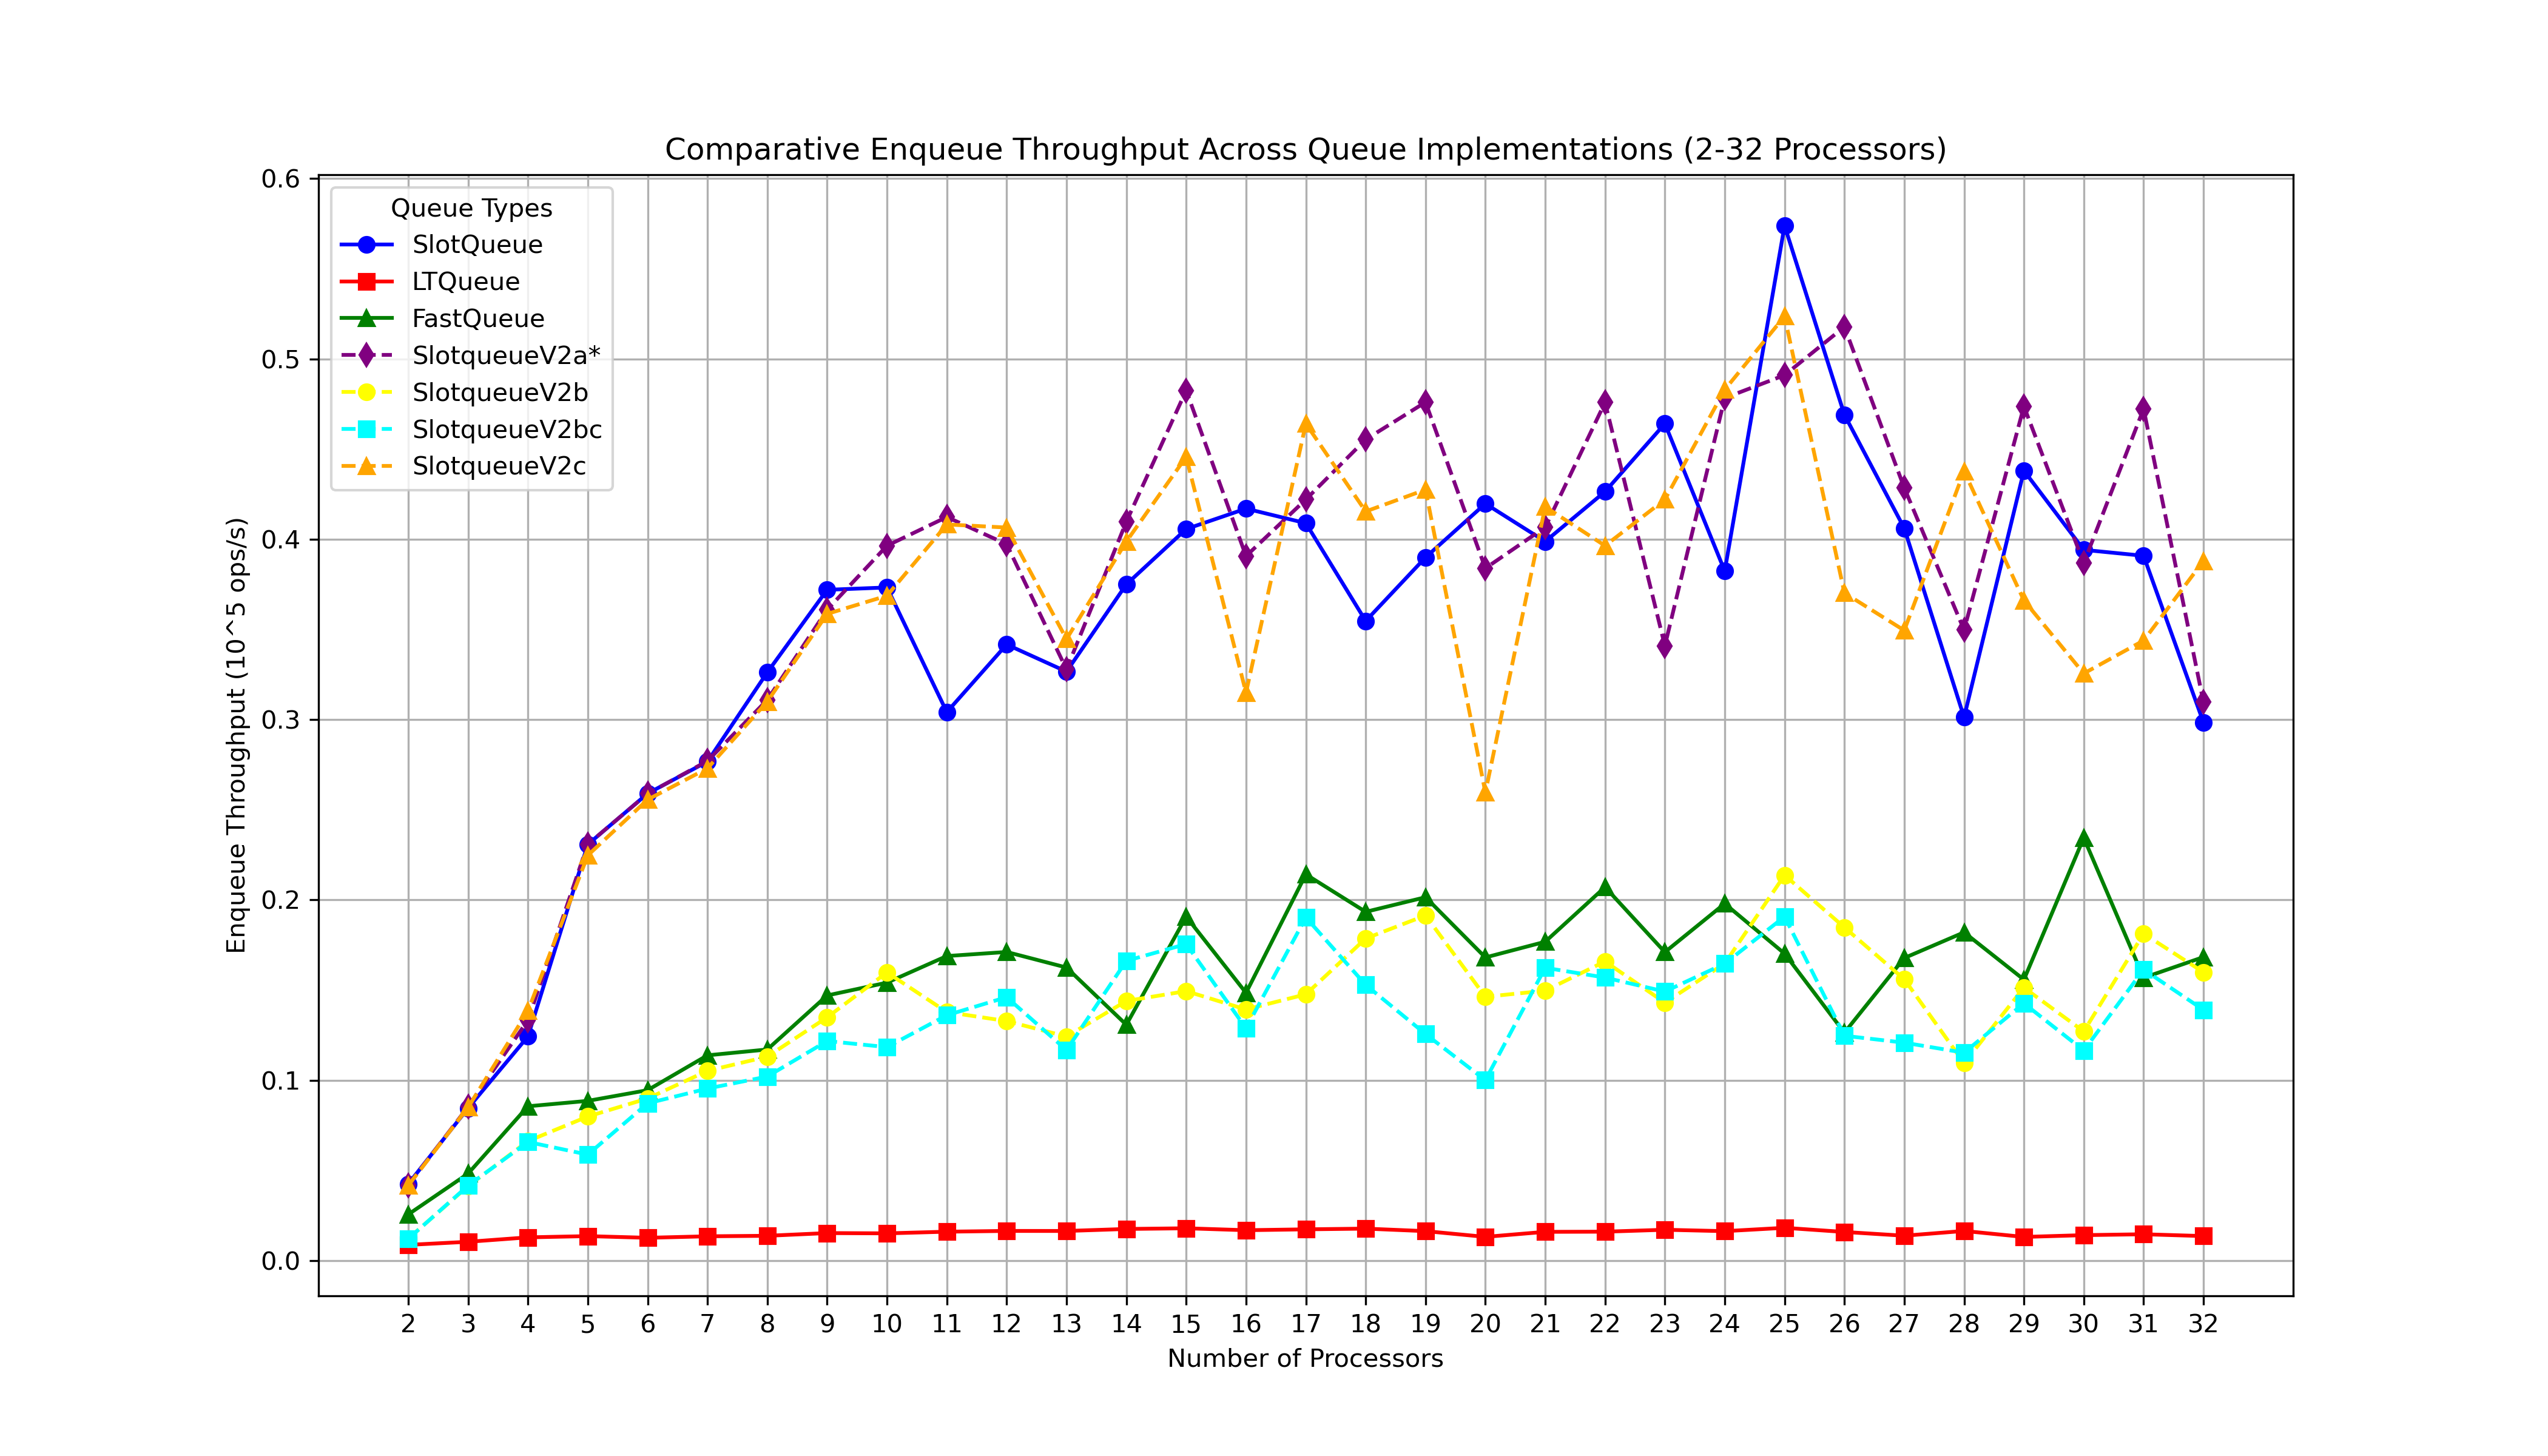 Comparative Enqueue Throughput Across Queue Implementations (2-32 Processors)
Queue Types
SlotQueue
LTQueue
FastQueue
SlotqueueV2a*
SlotqueueV2b
SlotqueueV2bc
SlotqueueV2c
Enqueue Throughput (10^5 ops/s)
0.6
0.5
0.4
0.3
0.2
0.1
0.0
2 3 4 5 6 7 8 9 10 11 12 13 14 15 16 17 18 19 20 21 22 23 24 25 26 27 28 29 30 31 32
Number of Processors